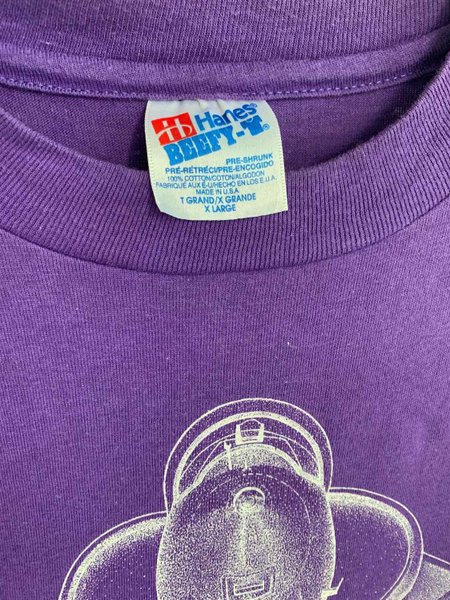 Hanes®
BEEFY-T®
PRE-SHRUNK
PRE-RÉTRÉCI/PRE-ENCOGIDO
100% COTTON/COTON/ALGODON
FABRIQUÉ AUX É-U/HECHO EN LOS E.U.A.
MADE IN U.S.A
T GRAND/X GRANDE
X LARGE